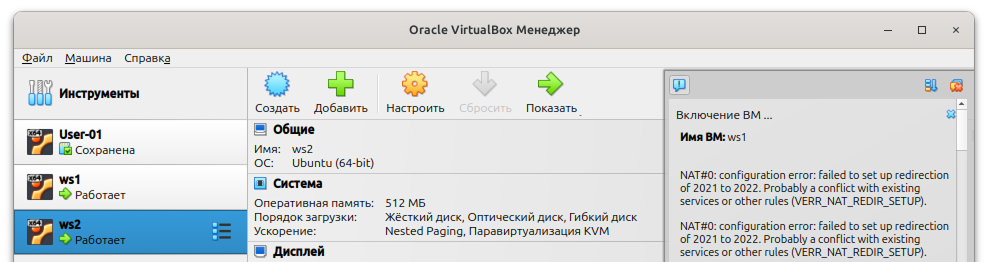 Oracle VirtualBox Менеджер
Файл Машина Справка
Инструменты
User-01
Сохранена
ws1
Работает
ws2
Работает
Создать Добавить Настроить Сбросить Показать
Общие
Имя: ws2
ОС: Ubuntu (64-bit)
Система
Оперативная память: 512 МБ
Порядок загрузки: Жёсткий диск, Оптический диск, Гибкий диск
Ускорение: Nested Paging, Паравиртуализация KVM
Дисплей
Включение ВМ ...
Имя ВМ: ws1
NAT#0: configuration error: failed to set up redirection
of 2021 to 2022. Probably a conflict with existing
services or other rules (VERR_NAT_REDIR_SETUP).
NAT#0: configuration error: failed to set up redirection
of 2021 to 2022. Probably a conflict with existing
services or other rules (VERR_NAT_REDIR_SETUP).